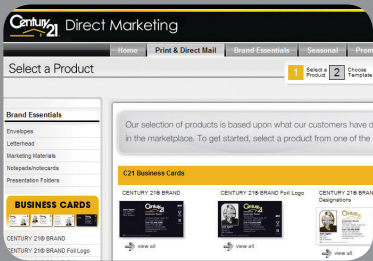 Century 21 Direct Marketing
Home Print & Direct Mail Brand Essentials Seasonal Prom
Select a Product
1 Select a Product 2 Choose Template
Brand Essentials
Envelopes
Letterhead
Marketing Materials
Notepads/notecards
Presentation Folders
BUSINESS CARDS
CENTURY 21® BRAND
CENTURY 21® BRAND Foil Logo
Our selection of products is based upon what our customers have d
in the marketplace. To get started, select a product from one of the
C21 Business Cards
CENTURY 21® BRAND
view all
CENTURY 21® BRAND Foil Logo
view all
CENTURY 21® BRAN
Designations
view all